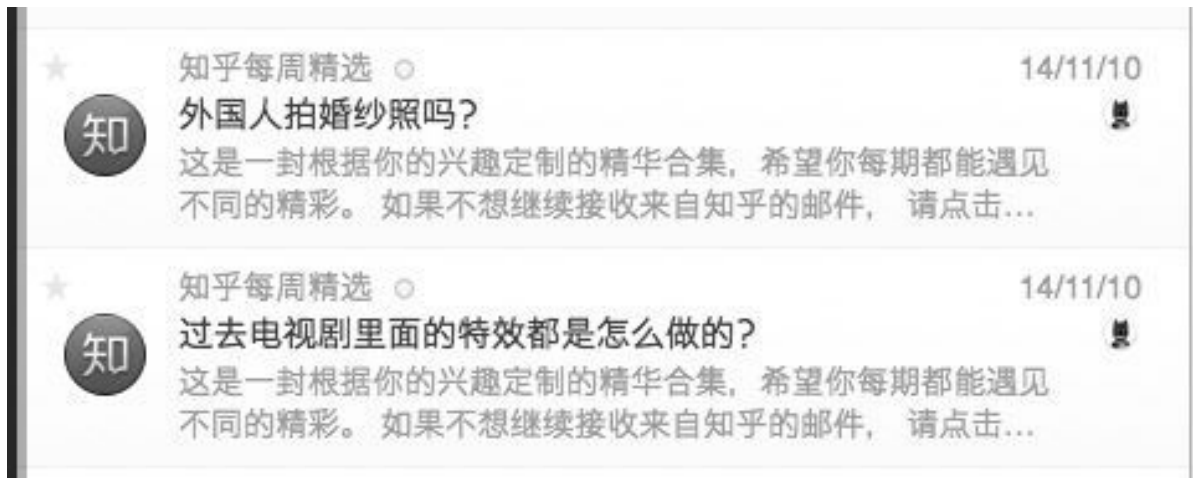 知乎每周精选
14/11/10
知
外国人拍婚纱照吗?
这是一封根据你的兴趣定制的精华合集,希望你每期都能遇见
不同的精彩。 如果不想继续接收来自知乎的邮件, 请点击...
知乎每周精选
14/11/10
知
过去电视剧里面的特效都是怎么做的?
这是一封根据你的兴趣定制的精华合集,希望你每期都能遇见
不同的精彩。 如果不想继续接收来自知乎的邮件, 请点击...